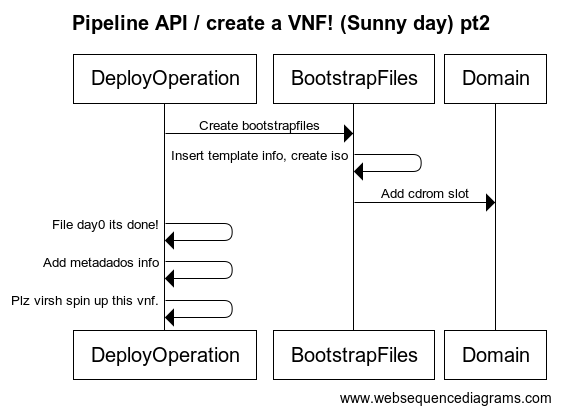 Pipeline API / create a VNF! (Sunny day) pt2
DeployOperation
BootstrapFiles
Domain
Create bootstrapfiles
Insert template info, create iso
Add cdrom slot
File day0 its done!
Add metadados info
Plz virsh spin up this vnf.
DeployOperation
BootstrapFiles
Domain
www.websequencediagrams.com